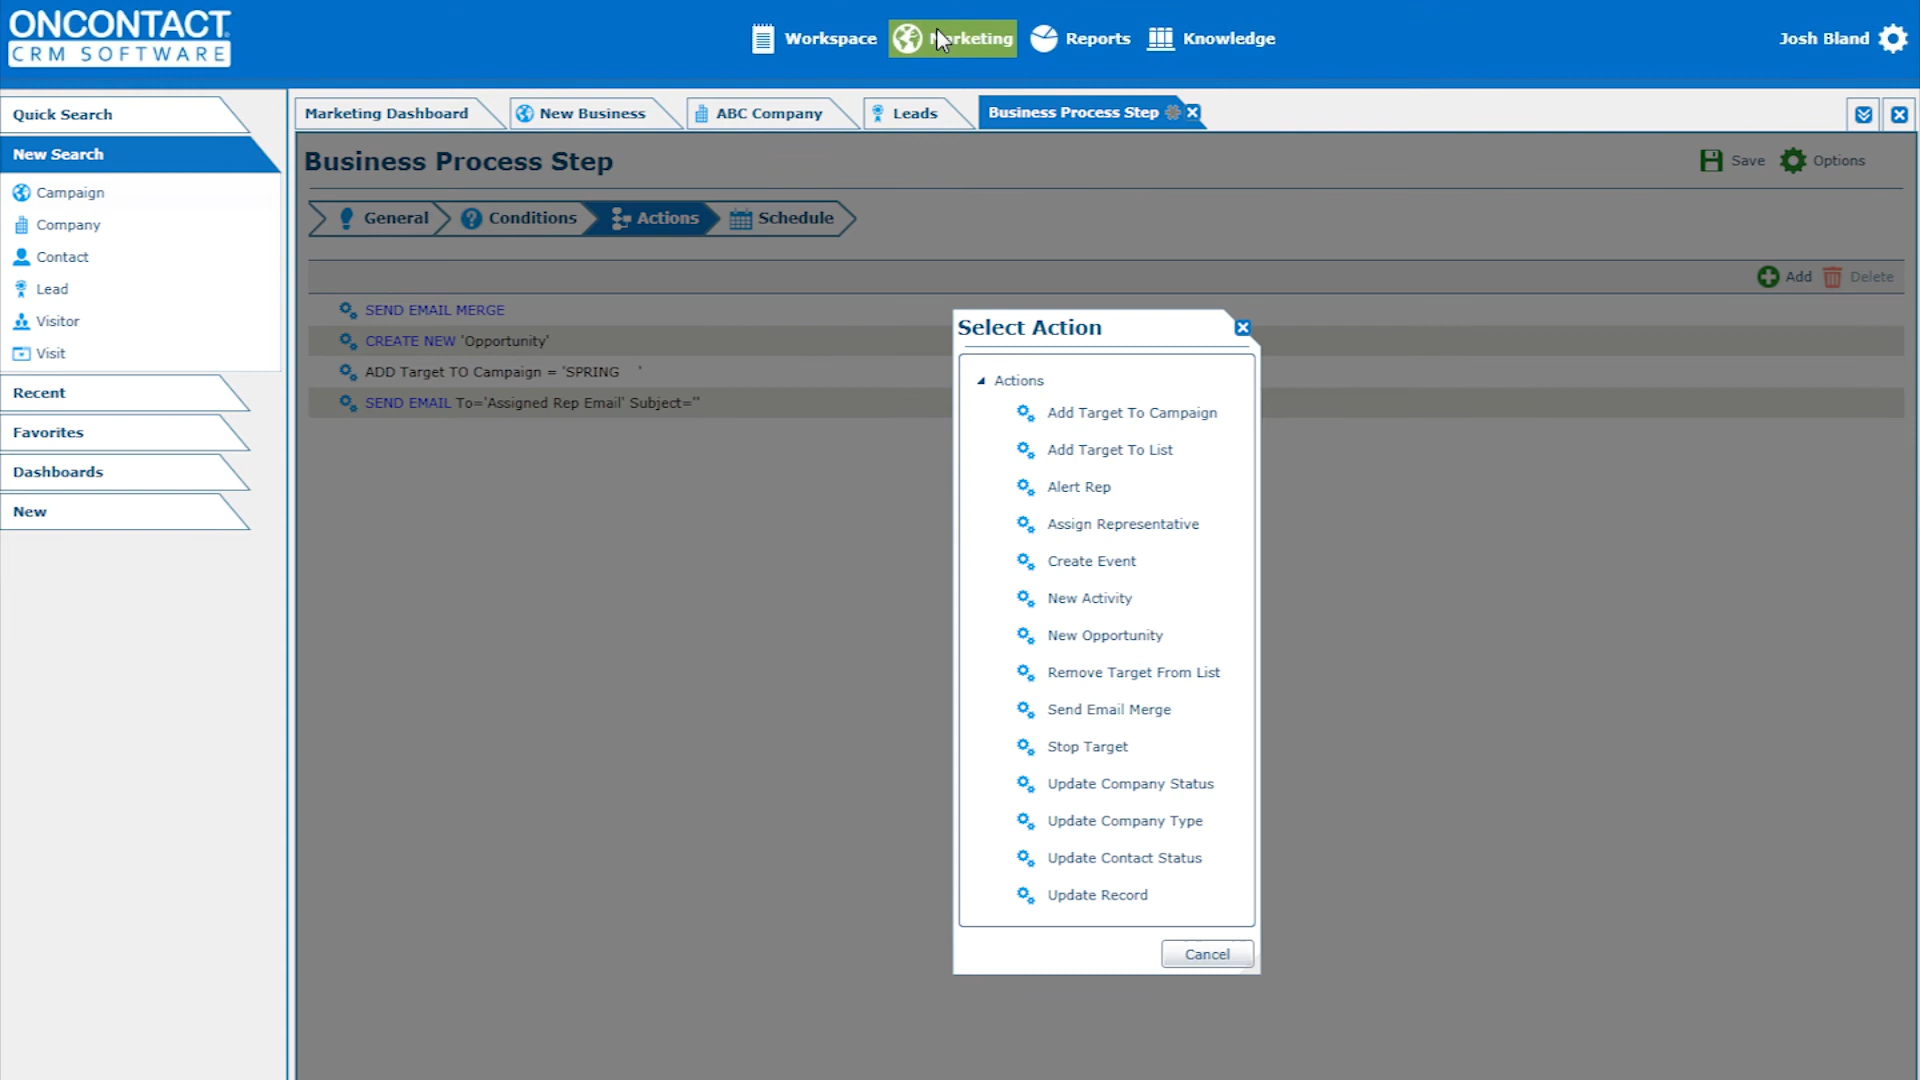 ONCONTACT
CRM SOFTWARE
Workspace
Marketing
Reports
Knowledge
Josh Bland
Quick Search
New Search
Campaign
Company
Contact
Lead
Visitor
Visit
Recent
Favorites
Dashboards
New
Marketing Dashboard
New Business
ABC Company
Leads
Business Process Step
Business Process Step
Save
Options
General
Conditions
Actions
Schedule
Add
Delete
SEND EMAIL MERGE
CREATE NEW 'Opportunity'
ADD Target TO Campaign = 'SPRING '
SEND EMAIL To='Assigned Rep Email' Subject=''
Select Action
Actions
Add Target To Campaign
Add Target To List
Alert Rep
Assign Representative
Create Event
New Activity
New Opportunity
Remove Target From List
Send Email Merge
Stop Target
Update Company Status
Update Company Type
Update Contact Status
Update Record
Cancel